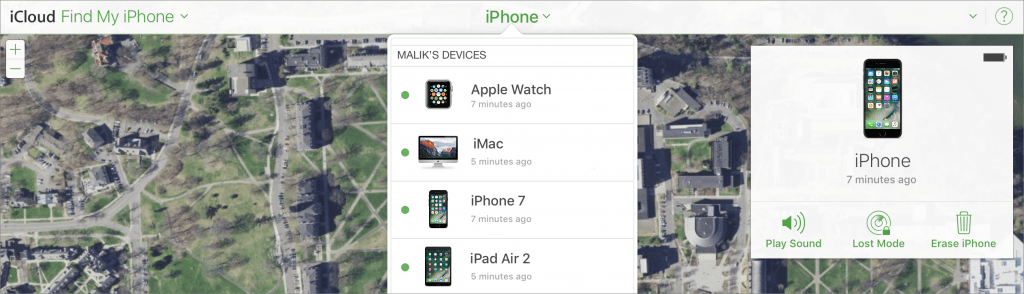 iCloud Find My iPhone
iPhone
?
+
−
MALIK'S DEVICES
Apple Watch
7 minutes ago
iMac
5 minutes ago
iPhone 7
7 minutes ago
iPad Air 2
5 minutes ago
iPhone
7 minutes ago
Play Sound
Lost Mode
Erase iPhone